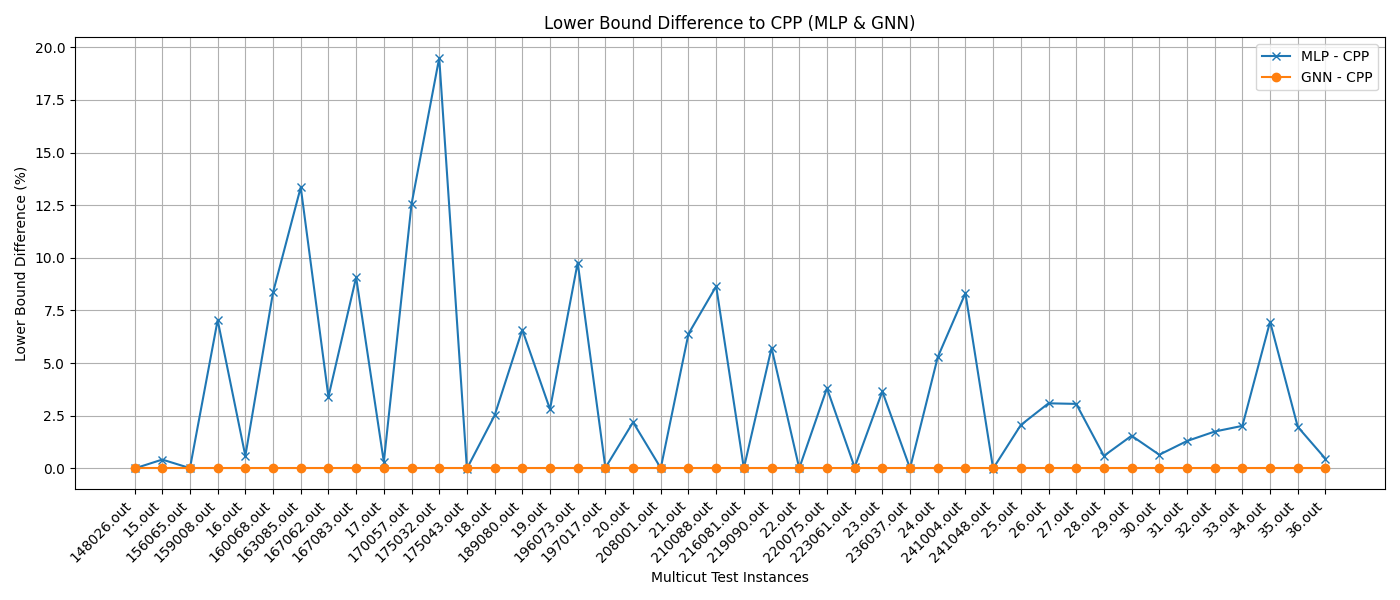 Lower Bound Difference to CPP (MLP & GNN)
MLP - CPP
GNN - CPP
Lower Bound Difference (%)
20.0
17.5
15.0
12.5
10.0
7.5
5.0
2.5
0.0
148026.out
15.out
156065.out
159008.out
16.out
160068.out
163085.out
167062.out
167083.out
17.out
170057.out
175032.out
175043.out
18.out
189080.out
19.out
196073.out
197017.out
20.out
208001.out
21.out
210088.out
216081.out
219090.out
22.out
220075.out
223061.out
23.out
236037.out
24.out
241004.out
241048.out
25.out
26.out
27.out
28.out
29.out
30.out
31.out
32.out
33.out
34.out
35.out
36.out
Multicut Test Instances